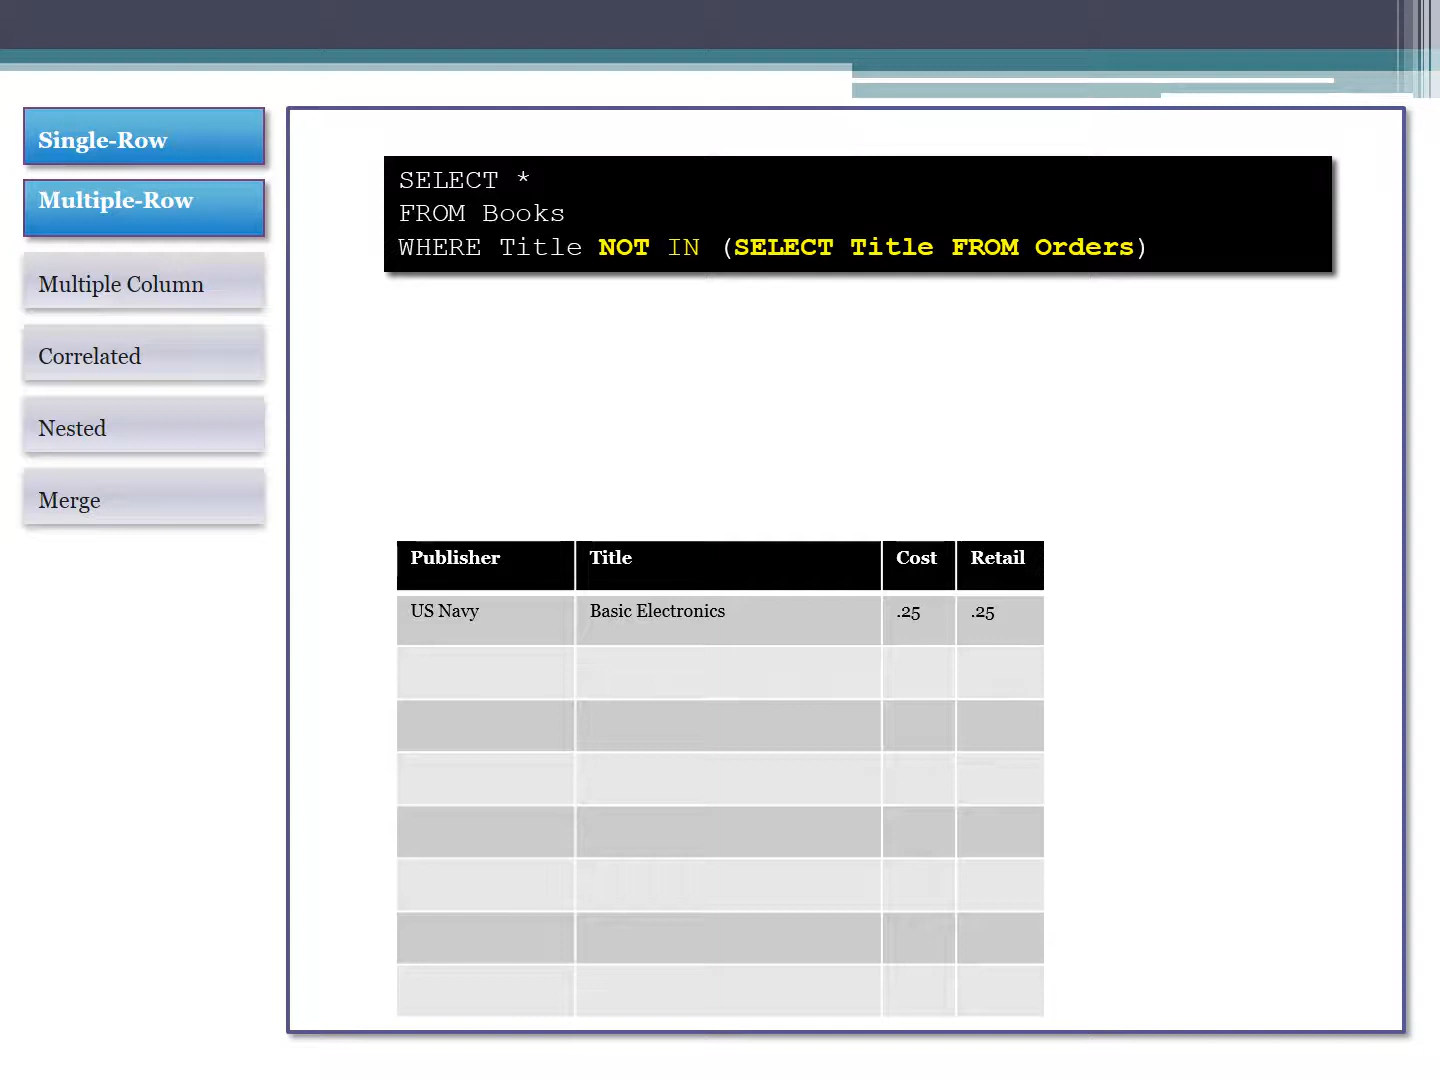 Single-Row
Multiple-Row
Multiple Column
Correlated
Nested
Merge
SELECT *
FROM Books
WHERE Title NOT IN (SELECT Title FROM Orders)
Publisher Title Cost Retail
US Navy Basic Electronics .25 .25